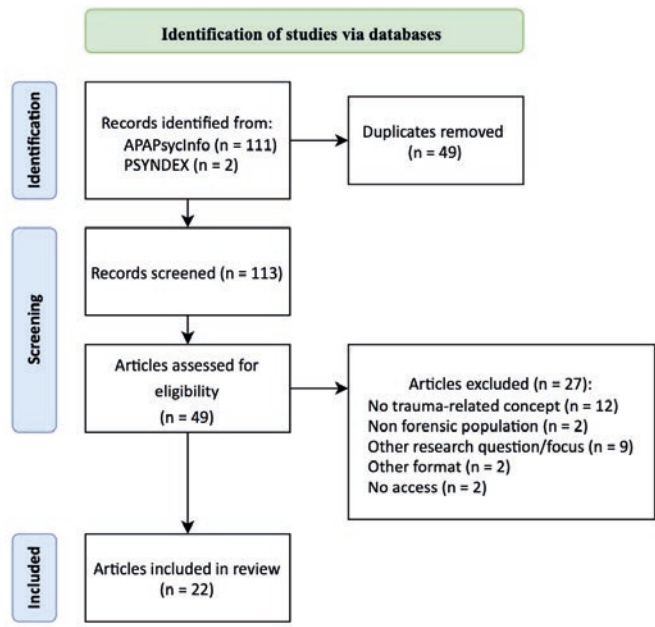 Identification of studies via databases
Identification
Records identified from:
APAPsycInfo (n = 111)
PSYNDEX (n = 2)
Duplicates removed
(n = 49)
Screening
Records screened (n = 113)
Articles assessed for
eligibility
(n = 49)
Articles excluded (n = 27):
No trauma-related concept (n = 12)
Non forensic population (n = 2)
Other research question/focus (n = 9)
Other format (n = 2)
No access (n = 2)
Included
Articles included in review
(n = 22)